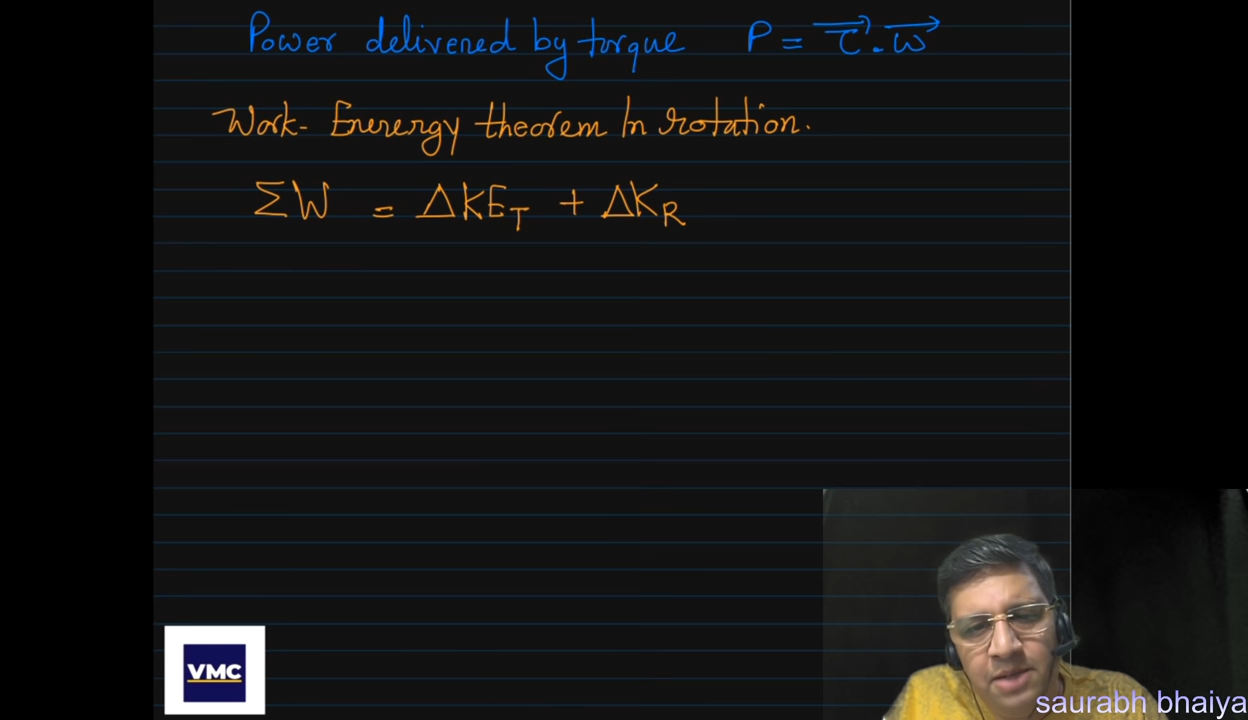 Power delivered by torque P = τ⃗ . ω⃗
Work- Enerergy theorem In rotation.
ΣW = ΔKE_T + ΔK_R
VMC
saurabh bhaiya